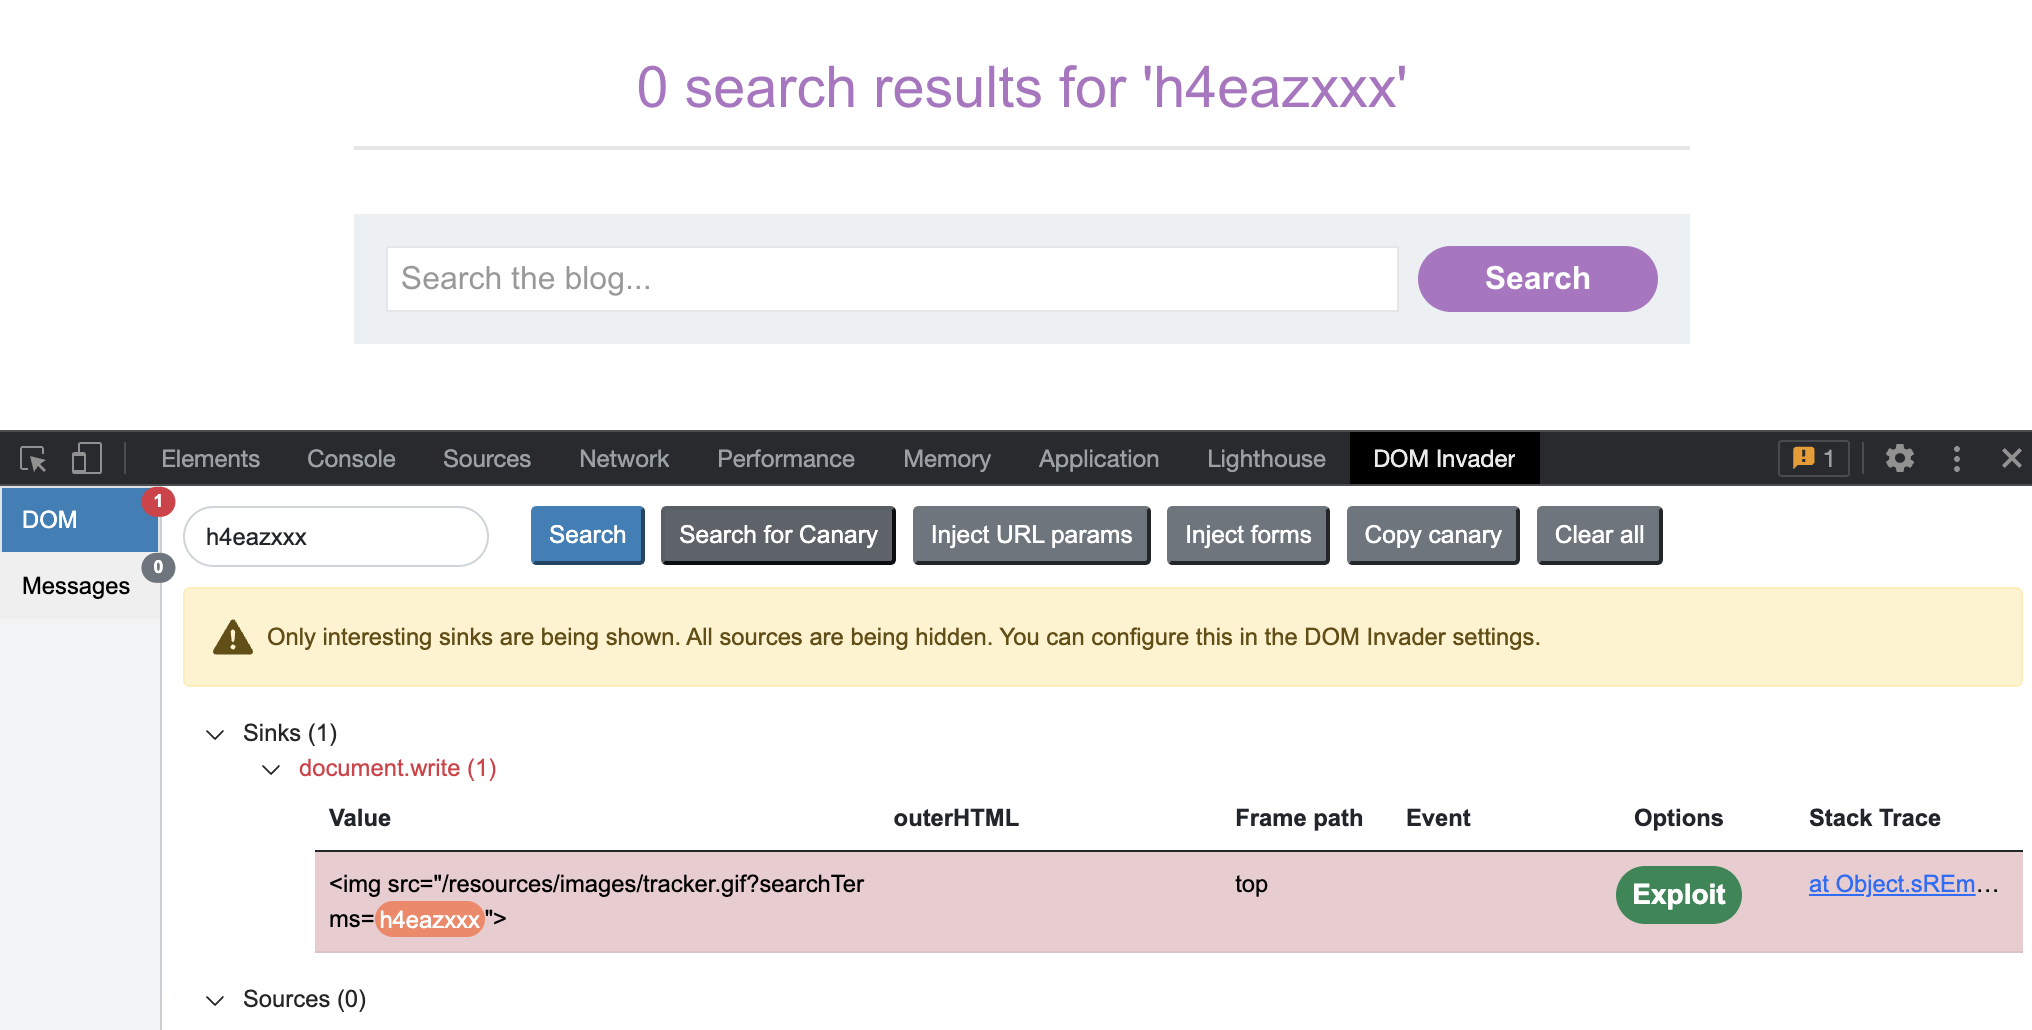 0 search results for 'h4eazxxx'
Search the blog...
Search
Elements Console Sources Network Performance Memory Application Lighthouse DOM Invader 1
DOM 1
Messages 0
h4eazxxx Search Search for Canary Inject URL params Inject forms Copy canary Clear all
Only interesting sinks are being shown. All sources are being hidden. You can configure this in the DOM Invader settings.
Sinks (1)
document.write (1)
Value outerHTML Frame path Event Options Stack Trace
<img src="/resources/images/tracker.gif?searchTer top Exploit at Object.sREm...
ms=h4eazxxx">
Sources (0)